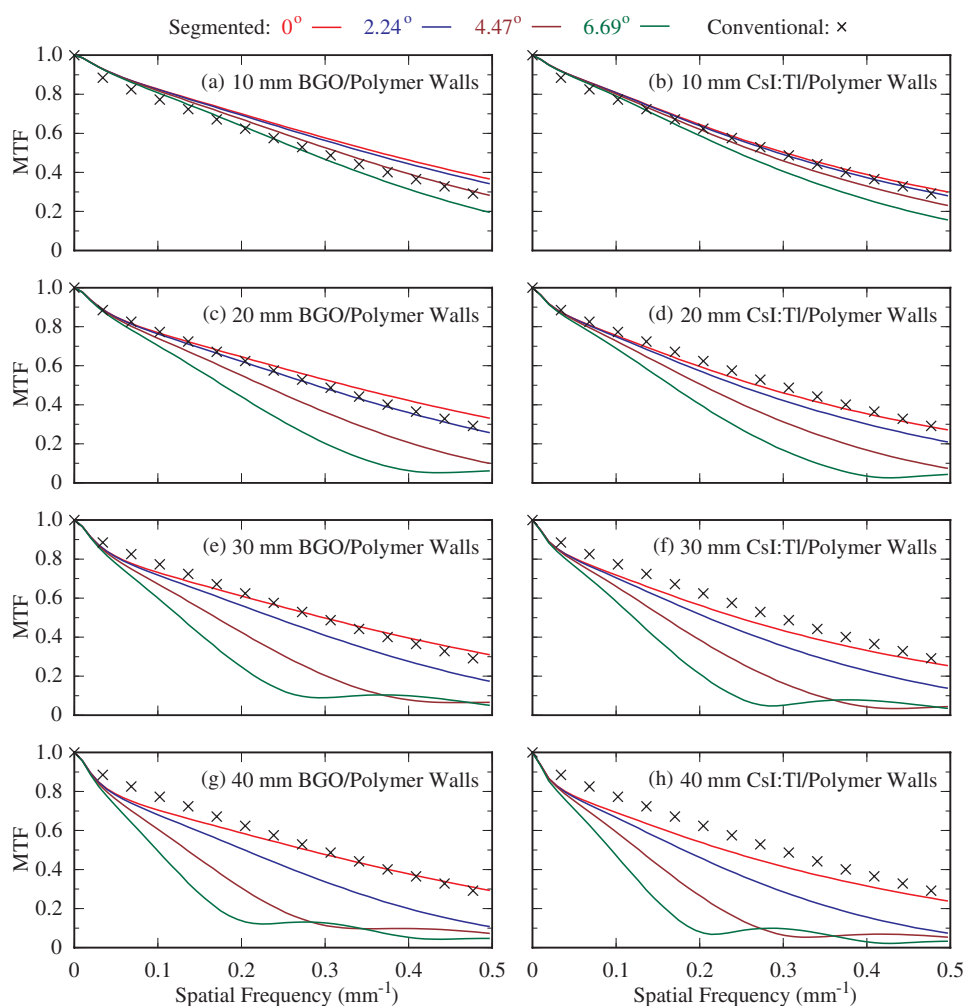 Segmented: 0° 2.24° 4.47° 6.69° Conventional: ×
MTF
1.0
0.8
0.6
0.4
0.2
0
(a) 10 mm BGO/Polymer Walls
(b) 10 mm CsI:Tl/Polymer Walls
MTF
1.0
0.8
0.6
0.4
0.2
0
(c) 20 mm BGO/Polymer Walls
(d) 20 mm CsI:Tl/Polymer Walls
MTF
1.0
0.8
0.6
0.4
0.2
0
(e) 30 mm BGO/Polymer Walls
(f) 30 mm CsI:Tl/Polymer Walls
MTF
1.0
0.8
0.6
0.4
0.2
0
(g) 40 mm BGO/Polymer Walls
(h) 40 mm CsI:Tl/Polymer Walls
0 0.1 0.2 0.3 0.4 0.5
0 0.1 0.2 0.3 0.4 0.5
Spatial Frequency (mm⁻¹)
Spatial Frequency (mm⁻¹)